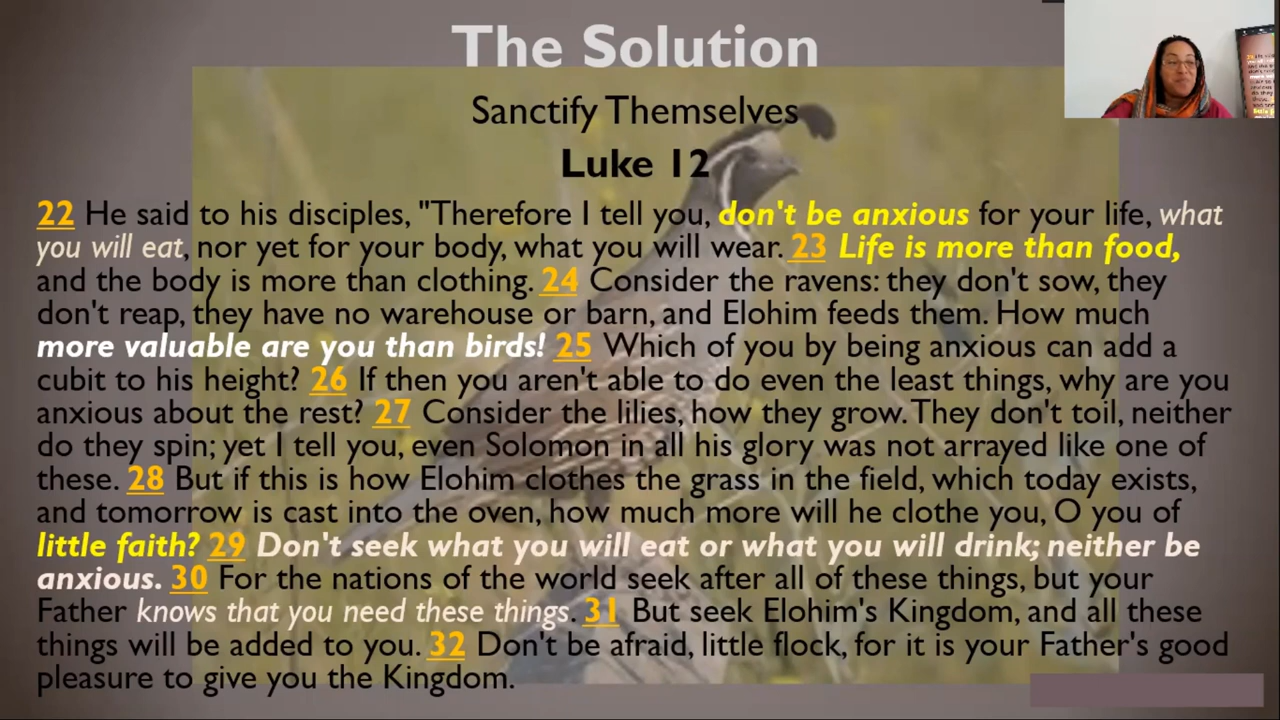 The Solution
Sanctify Themselves
Luke 12
22 He said to his disciples, "Therefore I tell you, don't be anxious for your life, what
you will eat, nor yet for your body, what you will wear. 23 Life is more than food,
and the body is more than clothing. 24 Consider the ravens: they don't sow, they
don't reap, they have no warehouse or barn, and Elohim feeds them. How much
more valuable are you than birds! 25 Which of you by being anxious can add a
cubit to his height? 26 If then you aren't able to do even the least things, why are you
anxious about the rest? 27 Consider the lilies, how they grow. They don't toil, neither
do they spin; yet I tell you, even Solomon in all his glory was not arrayed like one of
these. 28 But if this is how Elohim clothes the grass in the field, which today exists,
and tomorrow is cast into the oven, how much more will he clothe you, O you of
little faith? 29 Don't seek what you will eat or what you will drink; neither be
anxious. 30 For the nations of the world seek after all of these things, but your
Father knows that you need these things. 31 But seek Elohim's Kingdom, and all these
things will be added to you. 32 Don't be afraid, little flock, for it is your Father's good
pleasure to give you the Kingdom.